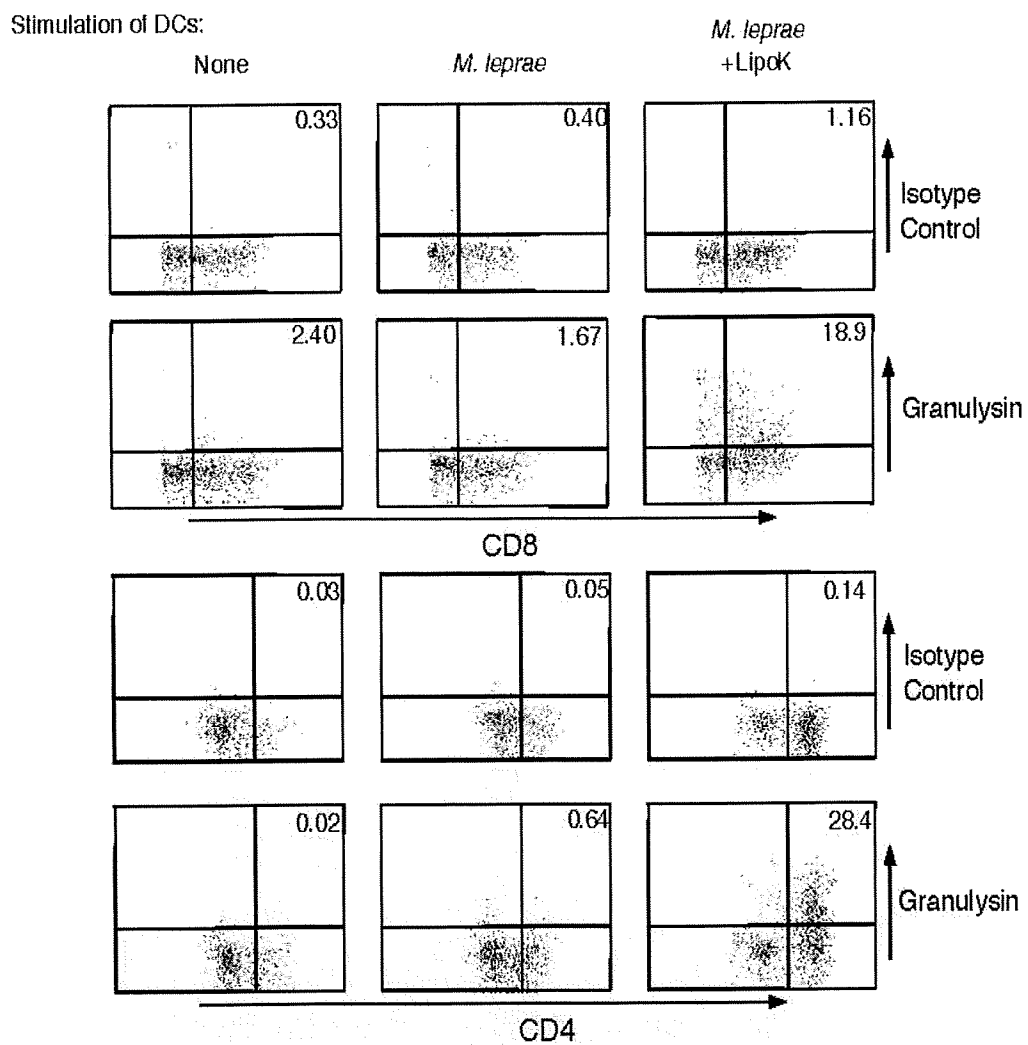 Stimulation of DCs:
None
M. leprae
M. leprae
+LipoK
0.33
0.40
1.16
Isotype
Control
2.40
1.67
18.9
Granulysin
CD8
0.03
0.05
0.14
Isotype
Control
0.02
0.64
28.4
Granulysin
CD4